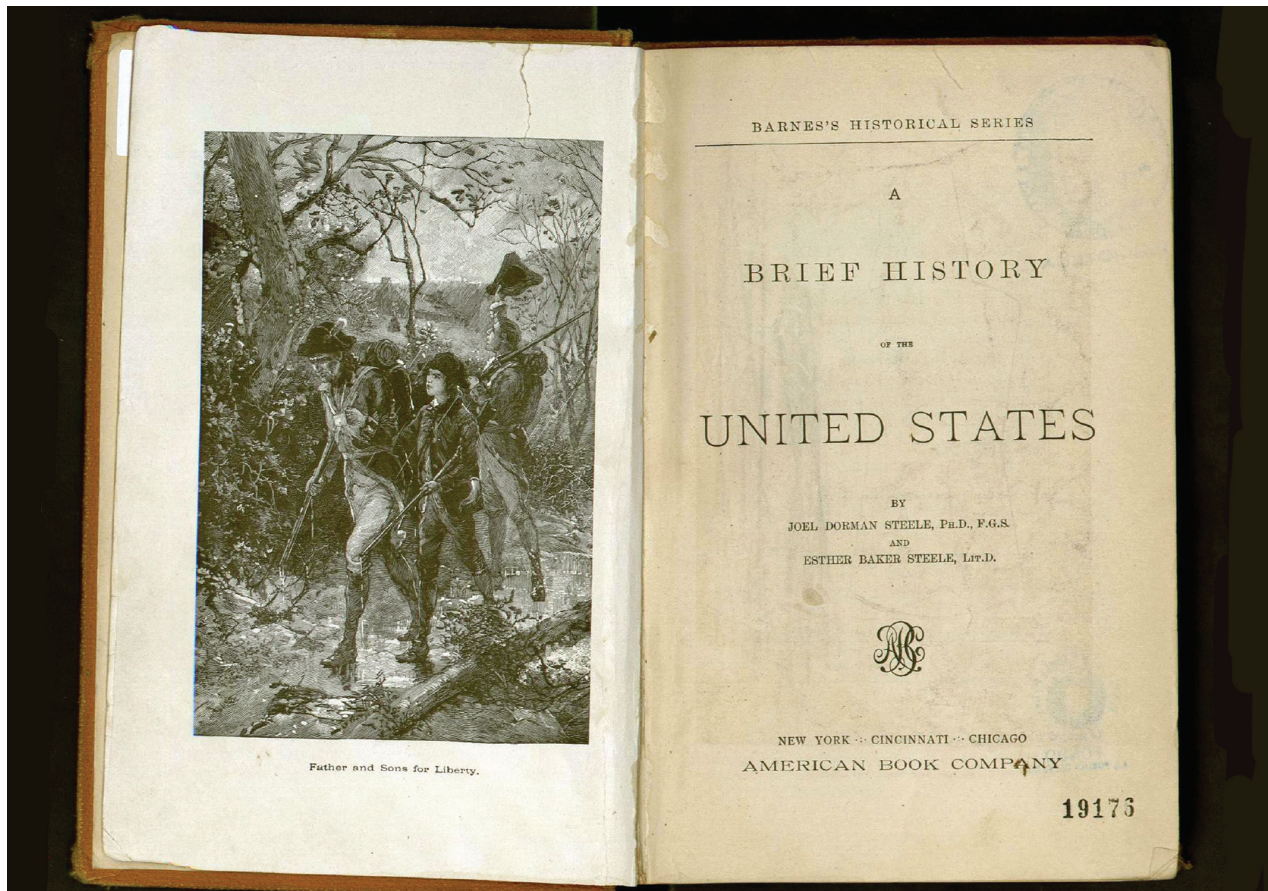 Father and Sons for Liberty.
BARNES'S HISTORICAL SERIES
A
BRIEF HISTORY
OF THE
UNITED STATES
BY
JOEL DORMAN STEELE, PH.D., F.G.S.
AND
ESTHER BAKER STEELE, LIT.D.
NEW YORK ∴ CINCINNATI ∴ CHICAGO
AMERICAN BOOK COMPANY
19176